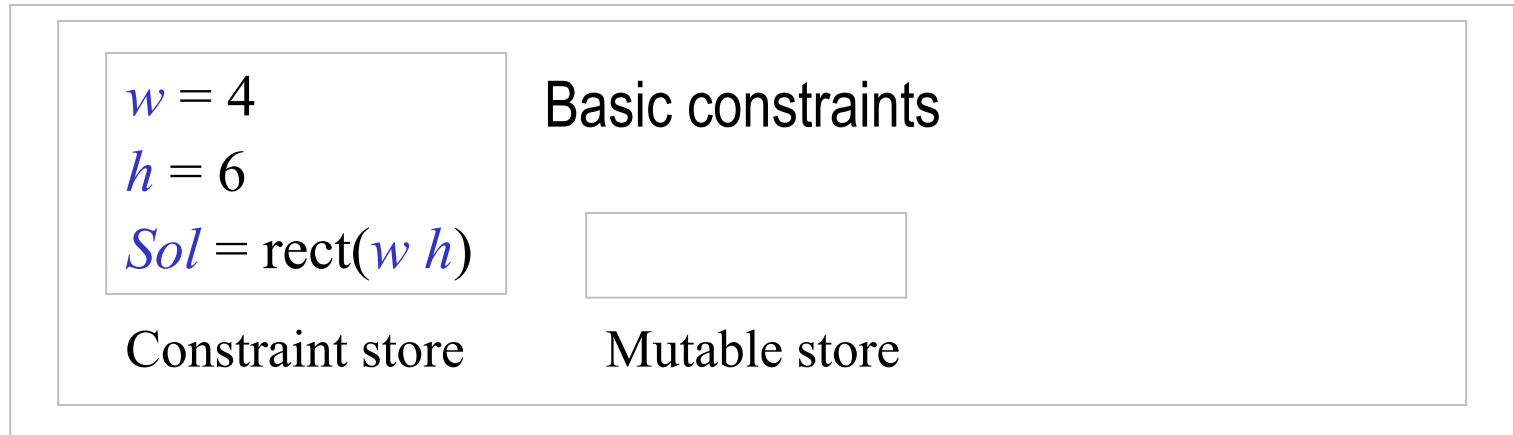 w = 4
h = 6
Sol = rect(w h)
Basic constraints
Constraint store
Mutable store